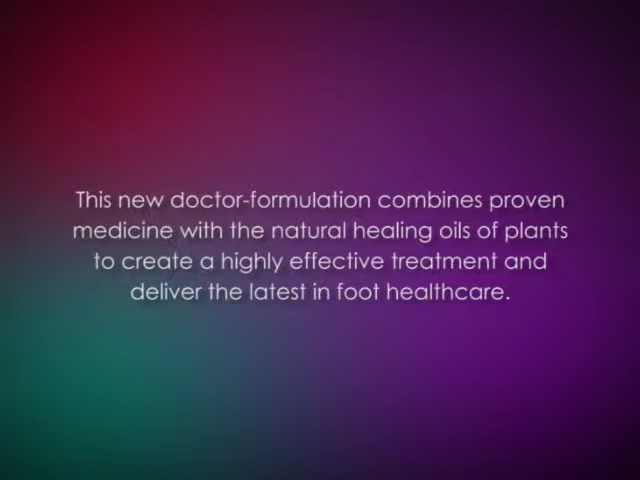 This new doctor-formulation combines proven
medicine with the natural healing oils of plants
to create a highly effective treatment and
deliver the latest in foot healthcare.